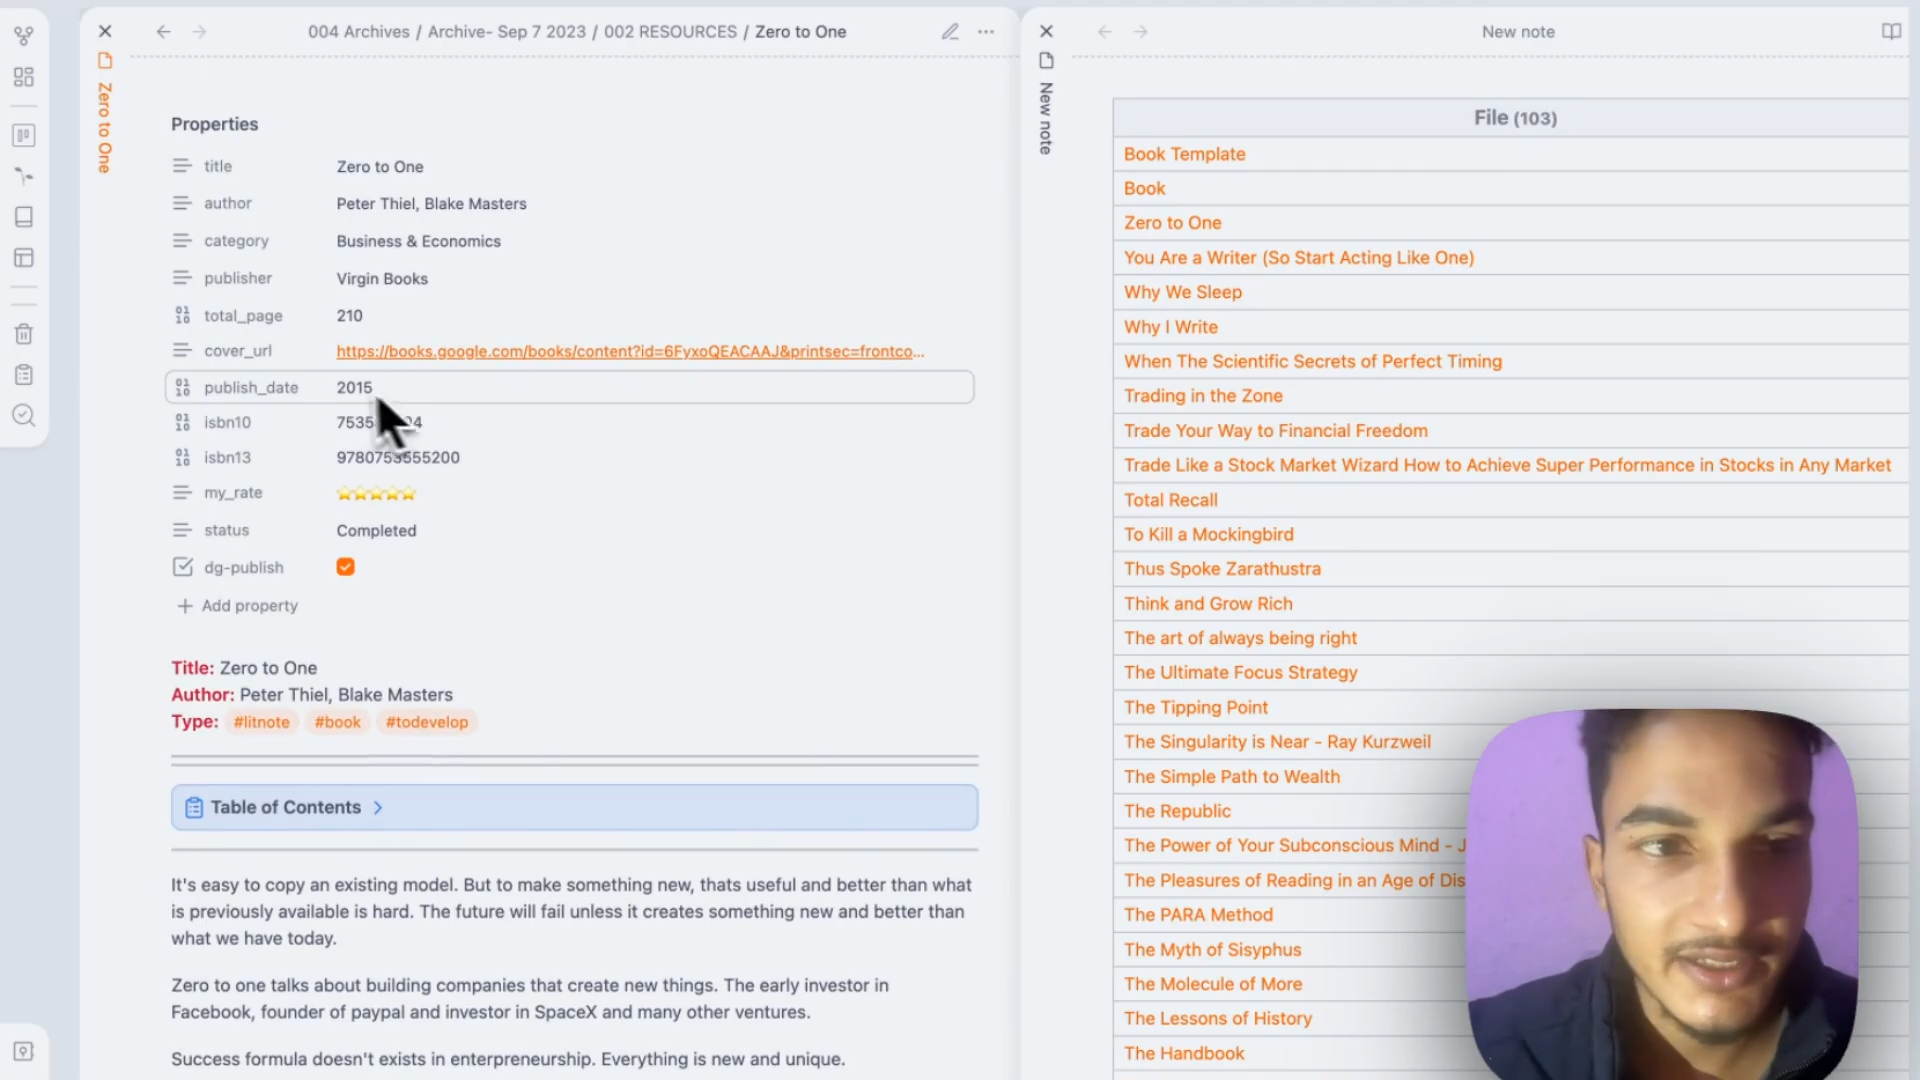 004 Archives / Archive- Sep 7 2023 / 002 RESOURCES / Zero to One
Zero to One
Properties
title Zero to One
author Peter Thiel, Blake Masters
category Business & Economics
publisher Virgin Books
total_page 210
cover_url https://books.google.com/books/content?id=6FyxoQEACAAJ&printsec=frontco...
publish_date 2015
isbn10
isbn13 9780753555200
my_rate
status Completed
dg-publish
Add property
Title: Zero to One
Author: Peter Thiel, Blake Masters
Type: #litnote #book #todevelop
Table of Contents
It's easy to copy an existing model. But to make something new, thats useful and better than what
is previously available is hard. The future will fail unless it creates something new and better than
what we have today.
Zero to one talks about building companies that create new things. The early investor in
Facebook, founder of paypal and investor in SpaceX and many other ventures.
Success formula doesn't exists in enterpreneurship. Everything is new and unique.
New note
New note
File (103)
Book Template
Book
Zero to One
You Are a Writer (So Start Acting Like One)
Why We Sleep
Why I Write
When The Scientific Secrets of Perfect Timing
Trading in the Zone
Trade Your Way to Financial Freedom
Trade Like a Stock Market Wizard How to Achieve Super Performance in Stocks in Any Market
Total Recall
To Kill a Mockingbird
Thus Spoke Zarathustra
Think and Grow Rich
The art of always being right
The Ultimate Focus Strategy
The Tipping Point
The Singularity is Near - Ray Kurzweil
The Simple Path to Wealth
The Republic
The Power of Your Subconscious Mind - J
The Pleasures of Reading in an Age of Dis
The PARA Method
The Myth of Sisyphus
The Molecule of More
The Lessons of History
The Handbook